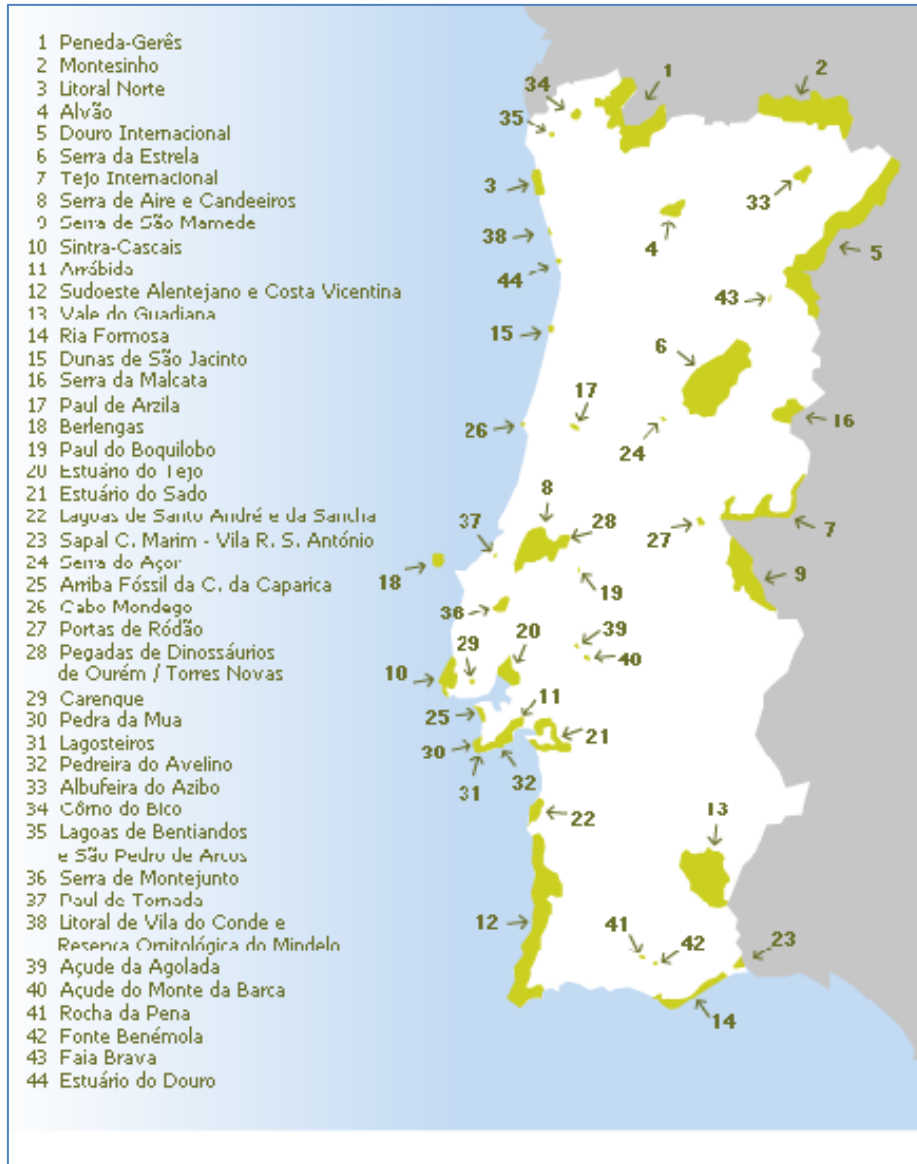 1 Peneda-Gerês
2 Montesinho
3 Litoral Norte
4 Alvão
5 Douro Internacional
6 Serra da Estrela
7 Tejo Internacional
8 Serra de Aire e Candeeiros
9 Serra de São Mamede
10 Sintra-Cascais
11 Arrábida
12 Sudoeste Alentejano e Costa Vicentina
13 Vale do Guadiana
14 Ria Formosa
15 Dunas de São Jacinto
16 Serra da Malcata
17 Paul de Arzila
18 Berlengas
19 Paul do Boquilobo
20 Estuário do Tejo
21 Estuário do Sado
22 Lagoas de Santo André e da Sancha
23 Sapal C. Marim - Vila R. S. António
24 Serra do Açor
25 Arriba Fóssil da C. da Caparica
26 Cabo Mondego
27 Portas de Ródão
28 Pegadas de Dinossáurios
de Ourém / Torres Novas
29 Carenque
30 Pedra da Mua
31 Lagosteiros
32 Pedreira do Avelino
33 Albufeira do Azibo
34 Côrno do Bico
35 Lagoas de Bentiandos
e São Pedro de Arcos
36 Serra de Montejunto
37 Paul de Tornada
38 Litoral de Vila do Conde e
Reserva Ornitológica do Mindelo
39 Açude da Agolada
40 Açude do Monte da Barca
41 Rocha da Pena
42 Fonte Benémola
43 Faia Brava
44 Estuário do Douro
34
1
2
35
3
33
38
4
5
44
43
15
6
17
26
24
16
8
37
28
27
7
18
19
9
36
39
29
20
40
10
11
25
21
30
31
32
22
13
12
41
42
23
14